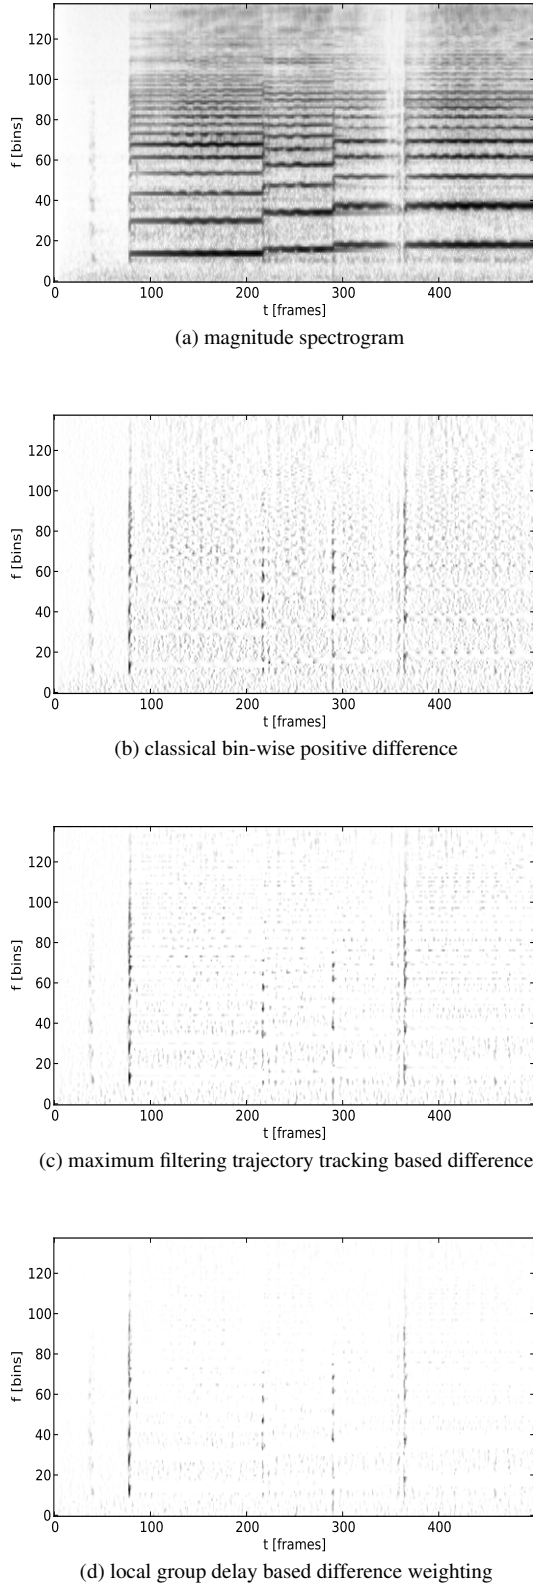 120
100
80
60
40
20
0
f [bins]
0 100 200 300 400
t [frames]
(a) magnitude spectrogram
120
100
80
60
40
20
0
f [bins]
0 100 200 300 400
t [frames]
(b) classical bin-wise positive difference
120
100
80
60
40
20
0
f [bins]
0 100 200 300 400
t [frames]
(c) maximum filtering trajectory tracking based difference
120
100
80
60
40
20
0
f [bins]
0 100 200 300 400
t [frames]
(d) local group delay based difference weighting